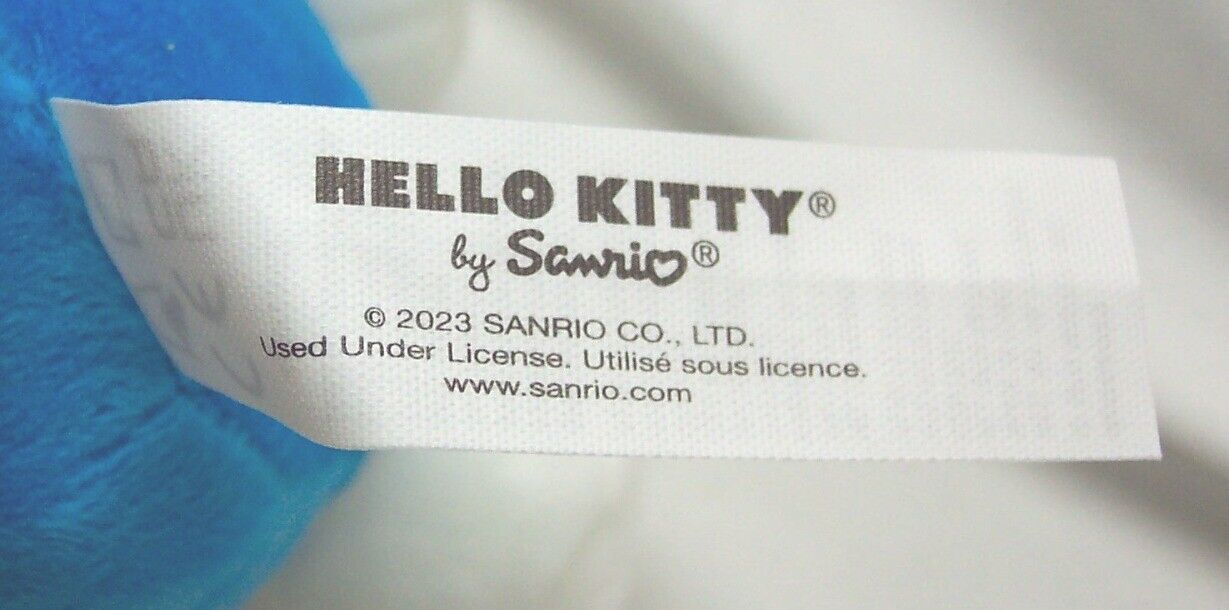 HELLO KITTY®
by Sanrio®
© 2023 SANRIO CO., LTD.
Used Under License. Utilisé sous licence.
www.sanrio.com